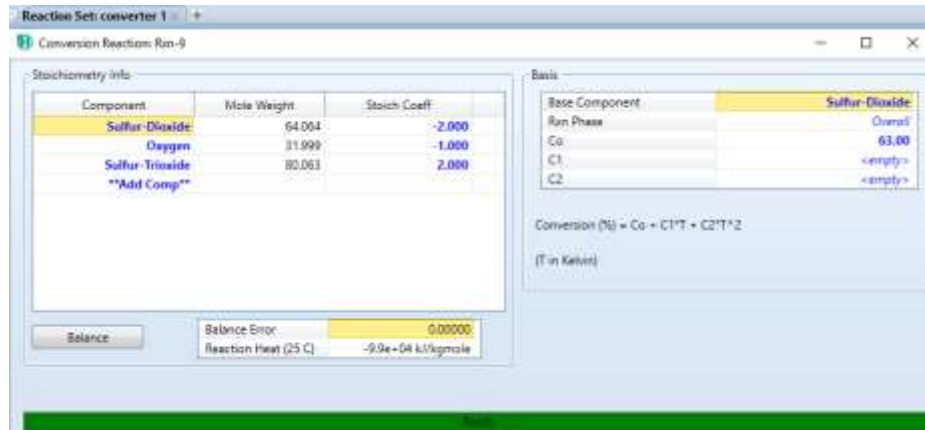 Reaction Set: converter 1 +
Conversion Reaction: Rxn-9
Stoichiometry Info
Component Mole Weight Stoich Coeff
Sulfur-Dioxide 64.064 -2.000
Oxygen 31.999 -1.000
Sulfur-Trioxide 80.063 2.000
**Add Comp**
Balance
Balance Error 0.00000
Reaction Heat (25 C) -9.9e+04 kJ/kgmole
Basis
Base Component Sulfur-Dioxide
Rxn Phase Overall
Co 63.00
C1 <empty>
C2 <empty>
Conversion (%) = Co + C1*T + C2*T^2
(T in Kelvin)
Ready